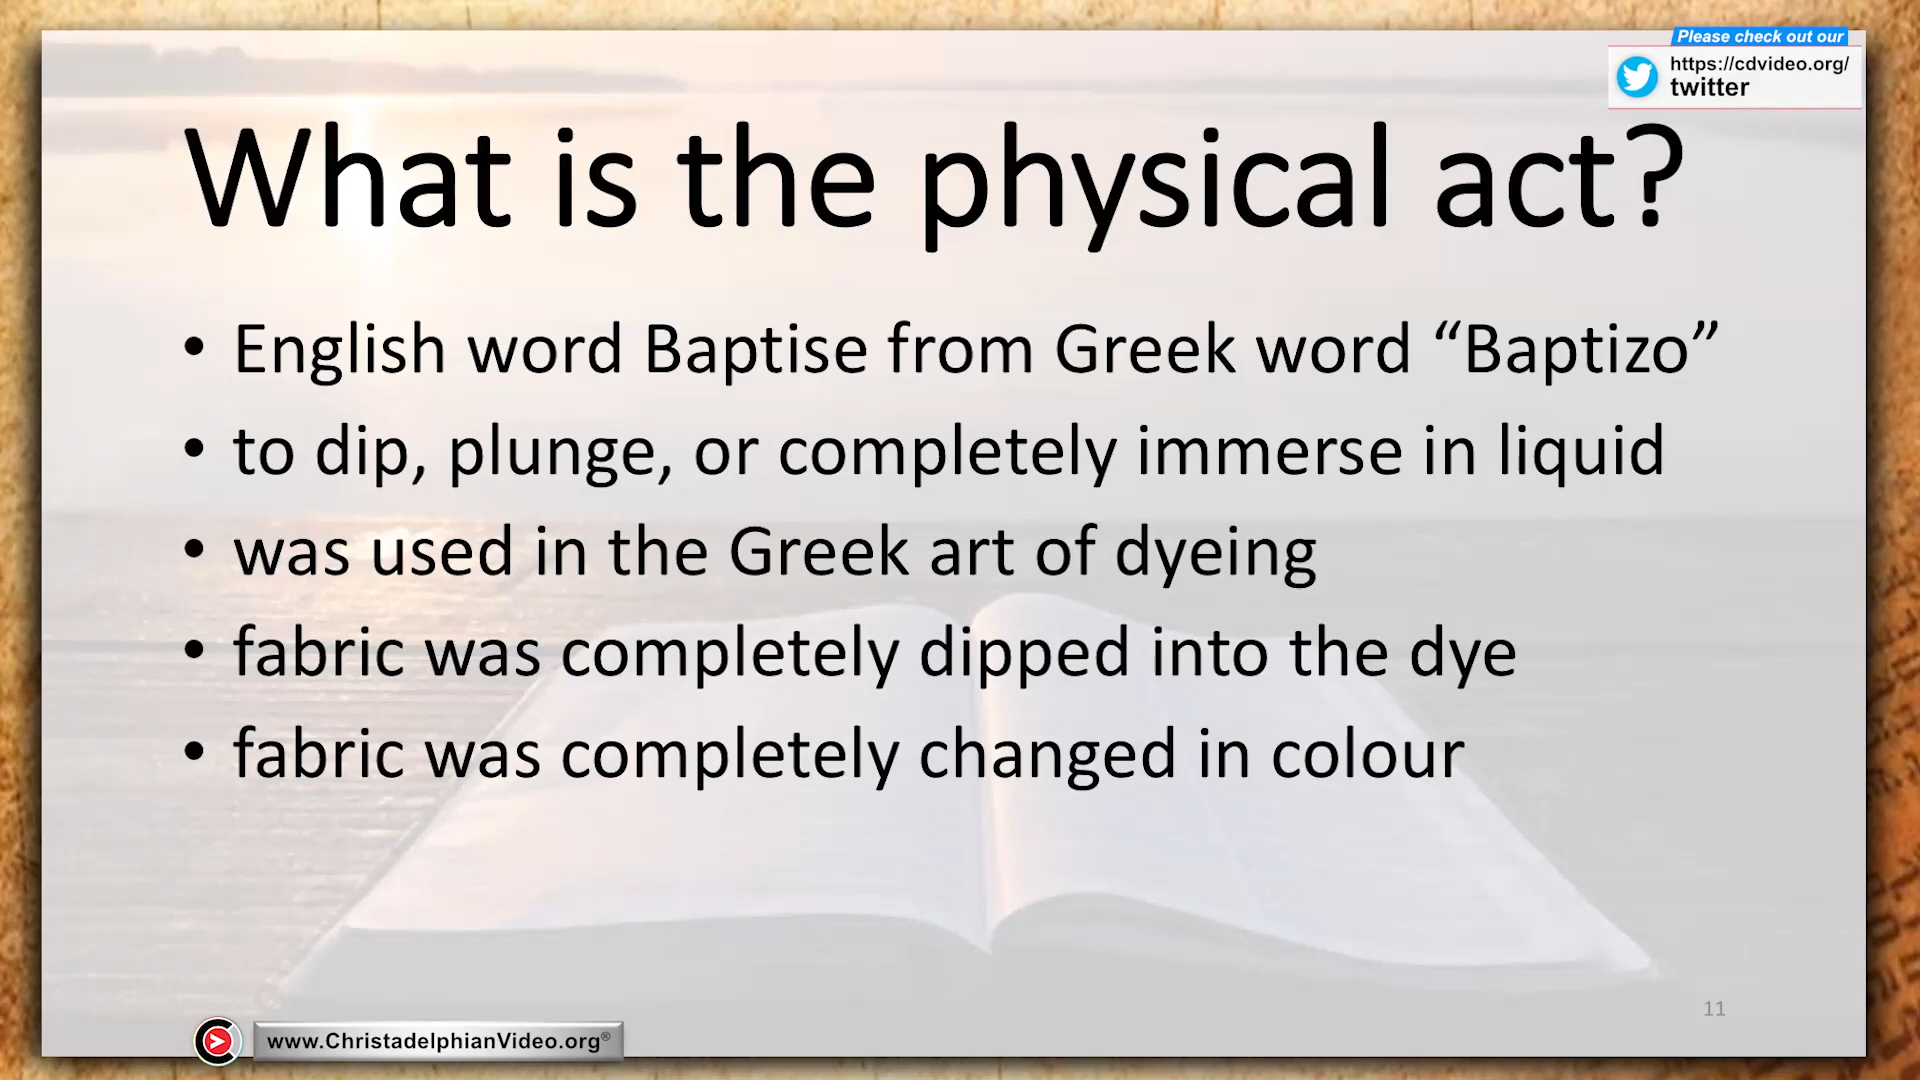 Please check out our
https://cdvideo.org/
twitter
What is the physical act?
• English word Baptise from Greek word “Baptizo”
• to dip, plunge, or completely immerse in liquid
• was used in the Greek art of dyeing
• fabric was completely dipped into the dye
• fabric was completely changed in colour
11
www.ChristadelphianVideo.org®